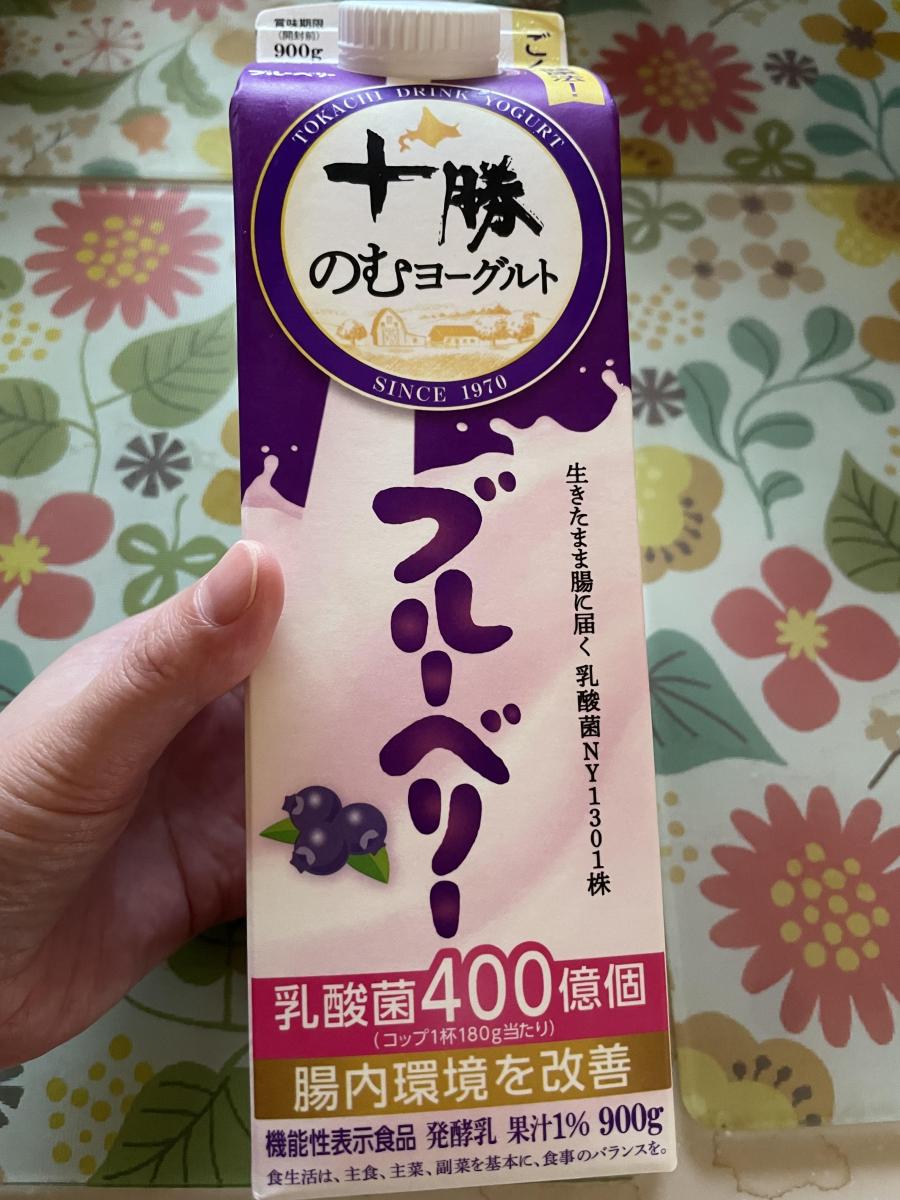 賞味期限
(開封前)
900g
ブルーベリー
TOKACHI DRINK YOGURT
十勝
のむヨーグルト
SINCE 1970
ブルーベリー
生きたまま腸に届く 乳酸菌NY1301株
乳酸菌400億個
(コップ1杯180g当たり)
腸内環境を改善
機能性表示食品 発酵乳 果汁1% 900g
食生活は、主食、主菜、副菜を基本に、食事のバランスを。